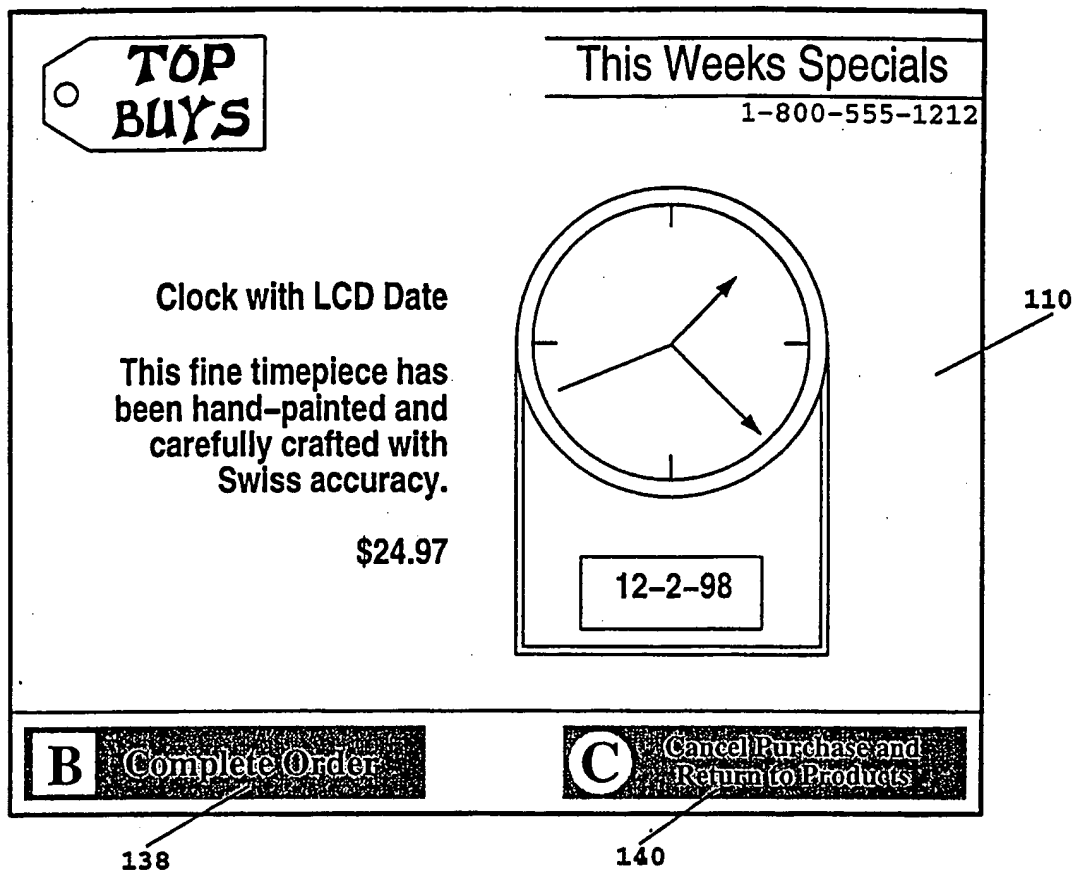 TOP
BUYS
This Weeks Specials
1-800-555-1212
Clock with LCD Date
This fine timepiece has
been hand-painted and
carefully crafted with
Swiss accuracy.
$24.97
12-2-98
110
B Complete Order
C Cancel Purchase and
Return to Products
138
140